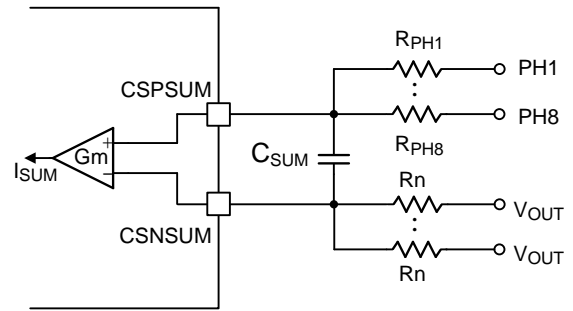 RPH1
PH1
CSPSUM
PH8
RPH8
+
Gm
−
ISUM
CSUM
Rn
VOUT
CSNSUM
VOUT
Rn